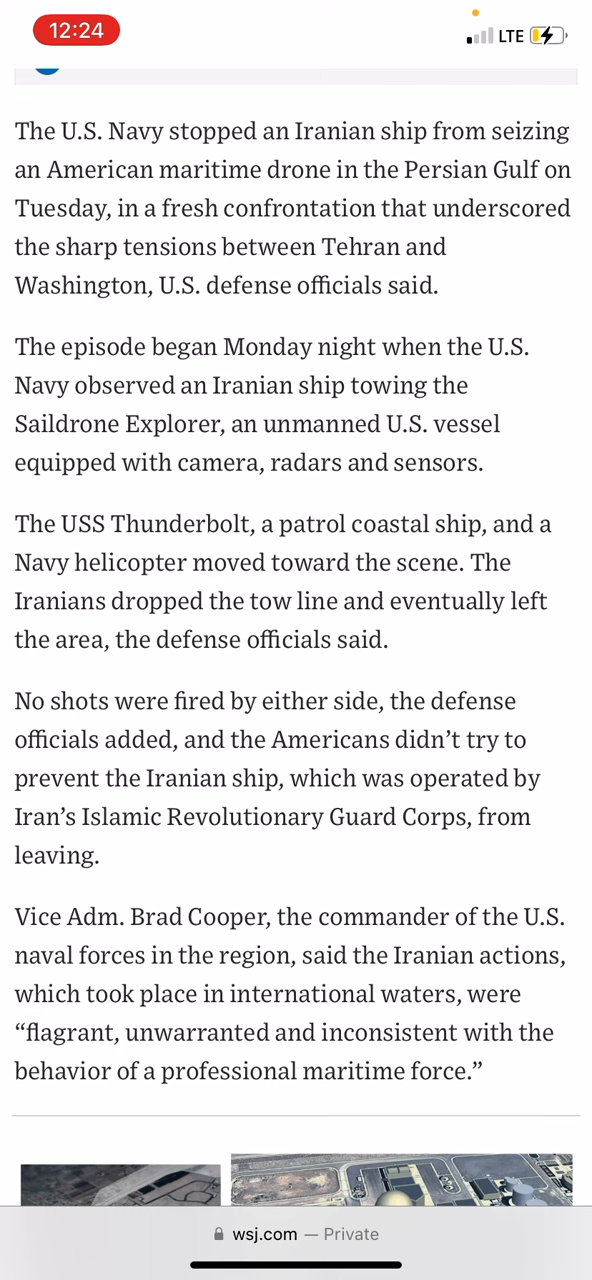 12:24
LTE
The U.S. Navy stopped an Iranian ship from seizing
an American maritime drone in the Persian Gulf on
Tuesday, in a fresh confrontation that underscored
the sharp tensions between Tehran and
Washington, U.S. defense officials said.
The episode began Monday night when the U.S.
Navy observed an Iranian ship towing the
Saildrone Explorer, an unmanned U.S. vessel
equipped with camera, radars and sensors.
The USS Thunderbolt, a patrol coastal ship, and a
Navy helicopter moved toward the scene. The
Iranians dropped the tow line and eventually left
the area, the defense officials said.
No shots were fired by either side, the defense
officials added, and the Americans didn’t try to
prevent the Iranian ship, which was operated by
Iran’s Islamic Revolutionary Guard Corps, from
leaving.
Vice Adm. Brad Cooper, the commander of the U.S.
naval forces in the region, said the Iranian actions,
which took place in international waters, were
“flagrant, unwarranted and inconsistent with the
behavior of a professional maritime force.”
wsj.com — Private